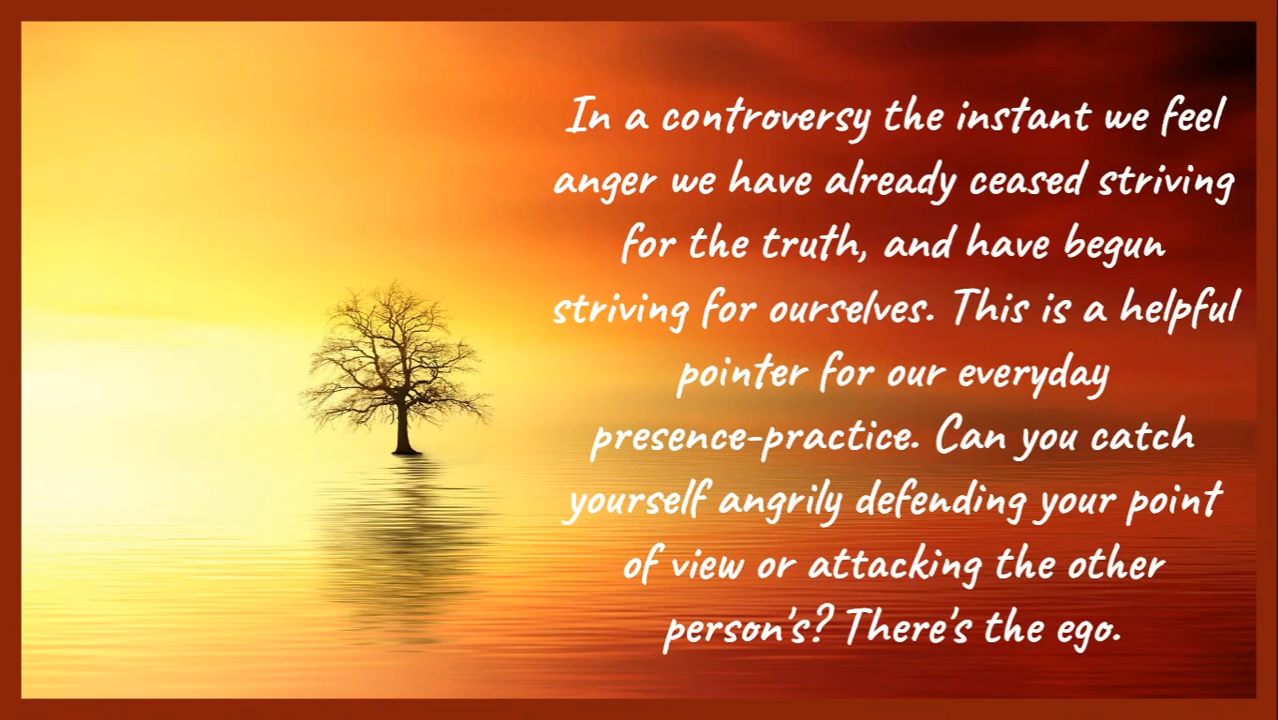 In a controversy the instant we feel
anger we have already ceased striving
for the truth, and have begun
striving for ourselves. This is a helpful
pointer for our everyday
presence-practice. Can you catch
yourself angrily defending your point
of view or attacking the other
person's? There's the ego.